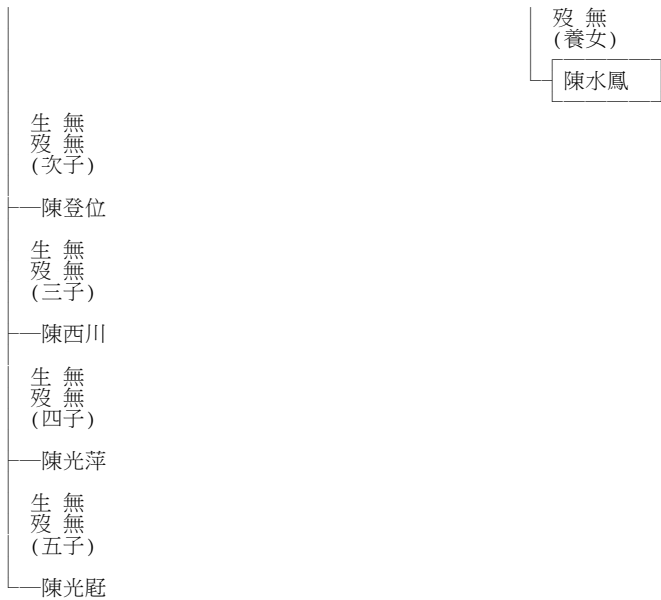 歿 無
(養女)
陳水鳳
生 無
歿 無
(次子)
陳登位
生 無
歿 無
(三子)
陳西川
生 無
歿 無
(四子)
陳光萍
生 無
歿 無
(五子)
陳光